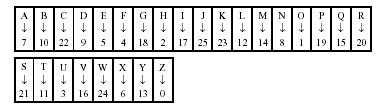 A B C D E F G H I J K L M N O P Q R
↓ ↓ ↓ ↓ ↓ ↓ ↓ ↓ ↓ ↓ ↓ ↓ ↓ ↓ ↓ ↓ ↓ ↓
7 10 22 9 5 4 18 2 17 25 23 12 14 8 1 19 15 20
S T U V W X Y Z
↓ ↓ ↓ ↓ ↓ ↓ ↓ ↓
21 11 3 16 24 6 13 0